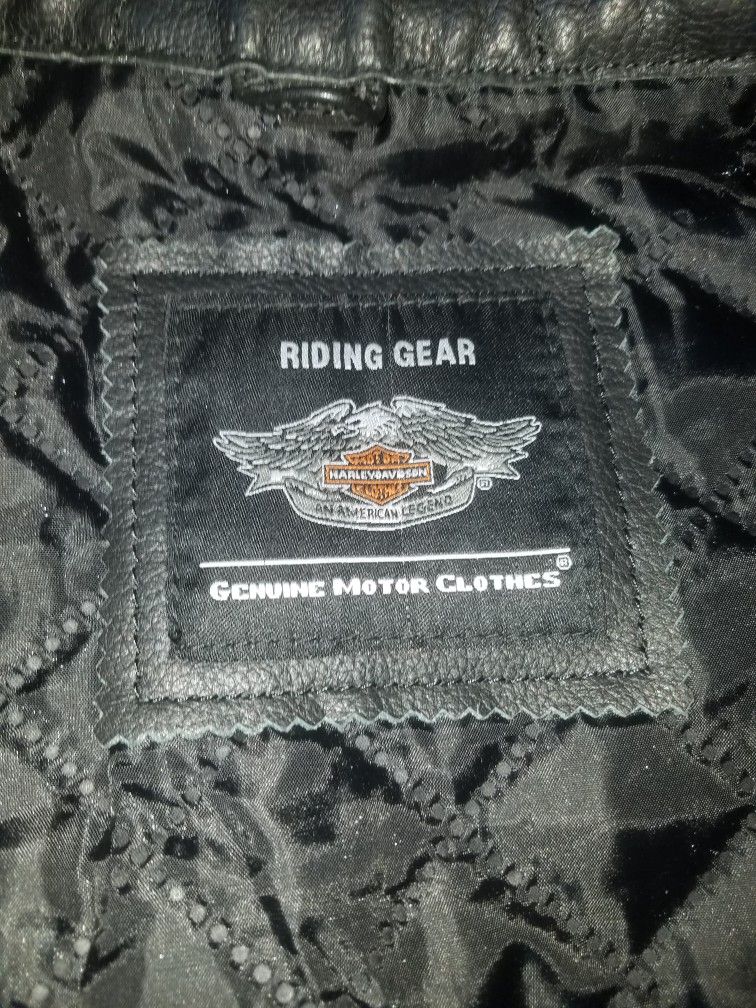 RIDING GEAR
HARLEY-DAVIDSON
AN AMERICAN LEGEND
®
GENUINE MOTOR CLOTHES®